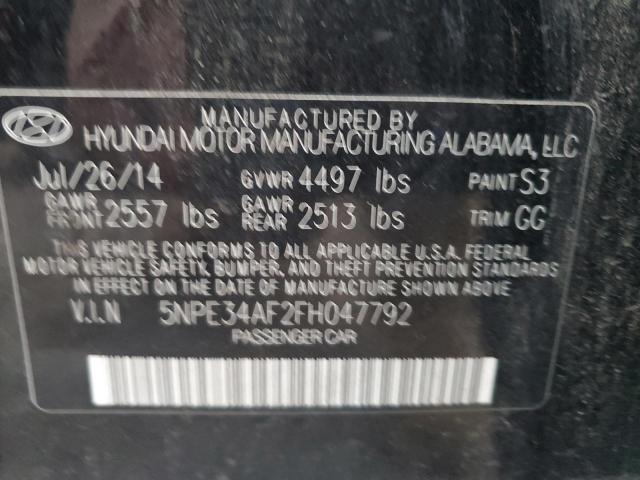 MANUFACTURED BY
HYUNDAI MOTOR MANUFACTURING ALABAMA, LLC
Jul/26/14 GVWR 4497 lbs PAINT S3
GAWR FRONT 2557 lbs GAWR REAR 2513 lbs TRIM GG
THIS VEHICLE CONFORMS TO ALL APPLICABLE U.S.A. FEDERAL
MOTOR VEHICLE SAFETY, BUMPER, AND THEFT PREVENTION STANDARDS
IN EFFECT ON THE DATE OF MANUFACTURE SHOWN ABOVE.
V.I.N 5NPE34AF2FH047792
PASSENGER CAR